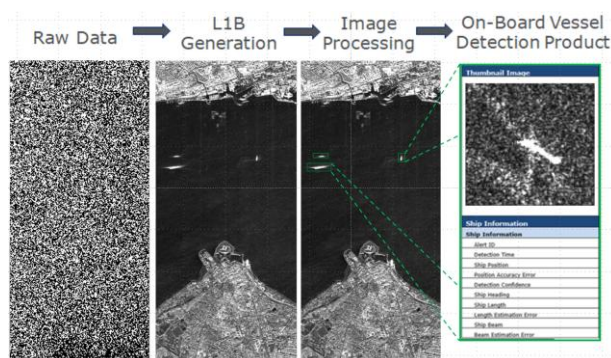 Raw Data
L1B
Generation
Image
Processing
On-Board Vessel
Detection Product
Thumbnail Image
Ship Information
Ship Information
Alert ID
Detection Time
Ship Position
Position Accuracy Error
Detection Confidence
Ship Heading
Ship Length
Length Estimation Error
Ship Beam
Beam Estimation Error